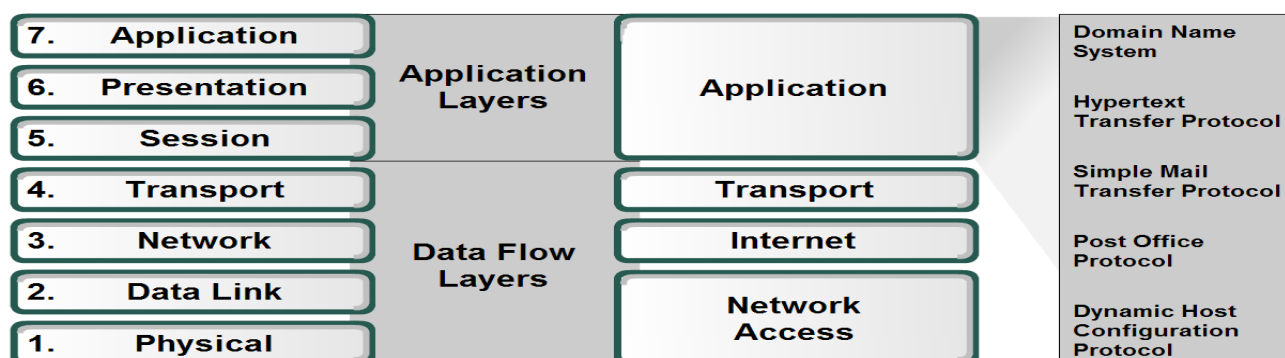 7. Application
6. Presentation
5. Session
4. Transport
3. Network
2. Data Link
1. Physical
Application
Layers
Data Flow
Layers
Application
Transport
Internet
Network
Access
Domain Name
System
Hypertext
Transfer Protocol
Simple Mail
Transfer Protocol
Post Office
Protocol
Dynamic Host
Configuration
Protocol